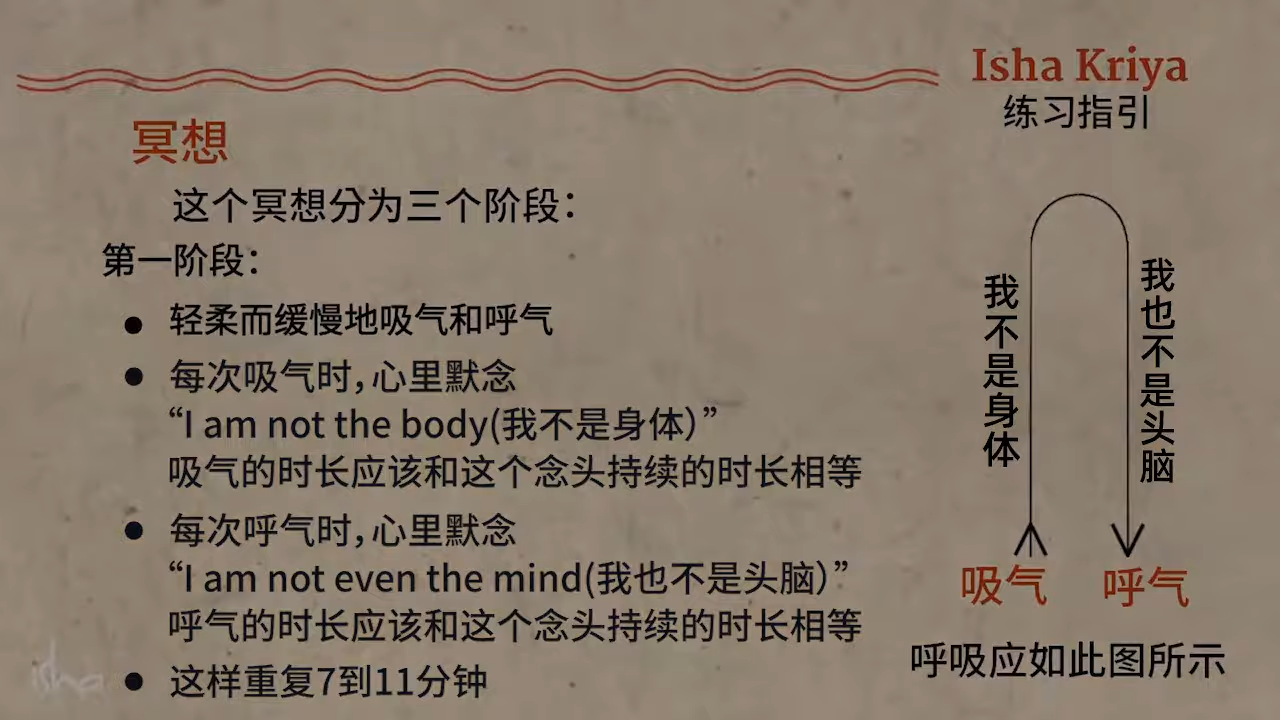 Isha Kriya
练习指引
冥想
这个冥想分为三个阶段：
第一阶段：
● 轻柔而缓慢地吸气和呼气
● 每次吸气时，心里默念
“I am not the body(我不是身体)”
吸气的时长应该和这个念头持续的时长相等
● 每次呼气时，心里默念
“I am not even the mind(我也不是头脑)”
呼气的时长应该和这个念头持续的时长相等
● 这样重复7到11分钟
我不是身体
我也不是头脑
吸气
呼气
呼吸应如此图所示
isha